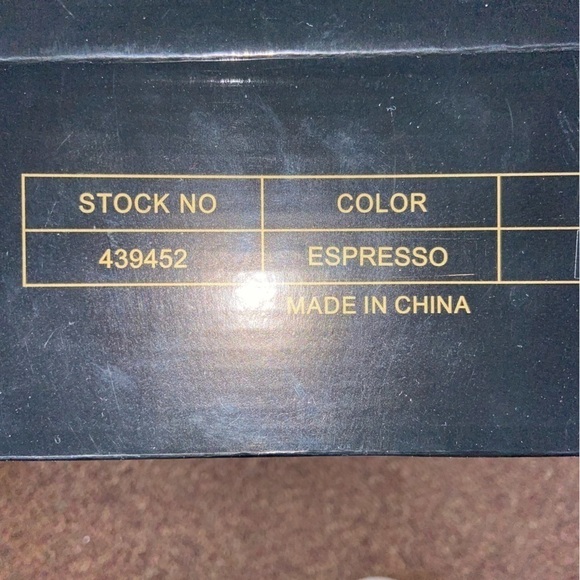 STOCK NO COLOR
439452 ESPRESSO
MADE IN CHINA